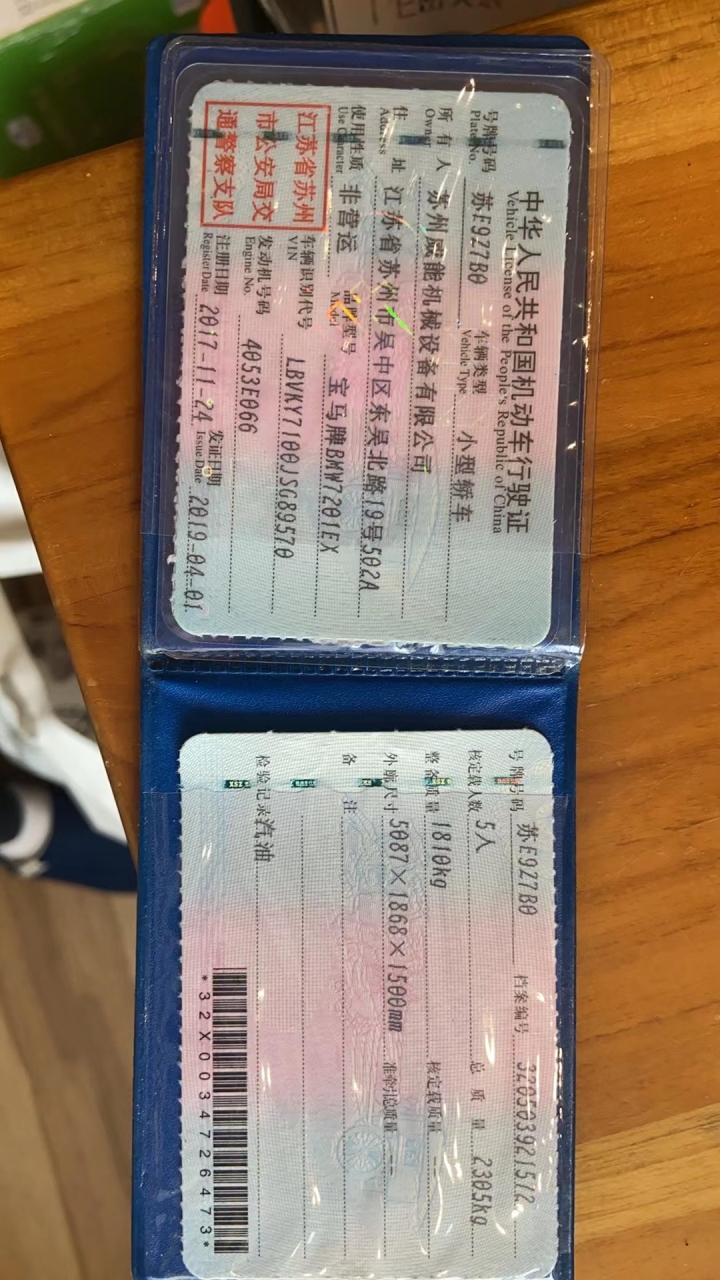 中华人民共和国机动车行驶证
Vehicle License of the People's Republic of China
号牌号码 苏E9Z7B0 车辆类型 小型轿车
Plate No. Vehicle Type
所有人 苏州威能机械设备有限公司
Owner
住址 江苏省苏州市吴中区东吴北路19号502A
Address
使用性质 非营运 品牌型号 宝马牌BMW7201EX
Use Character Model
车辆识别代号 LBVKY7100JSG89570
VIN
发动机号码 4053E066
Engine No.
注册日期 2017-11-24 发证日期 2019-04-01
Register Date Issue Date
江苏省苏州
市公安局交
通警察支队
号牌号码 苏E9Z7B0 档案编号 320503921572
核定载人数 5人 总质量 2305kg
整备质量 1810kg 核定载质量 --
外廓尺寸 5087×1868×1500mm 准牵引总质量 --
备注
检验记录 汽油
*32X0034726473*